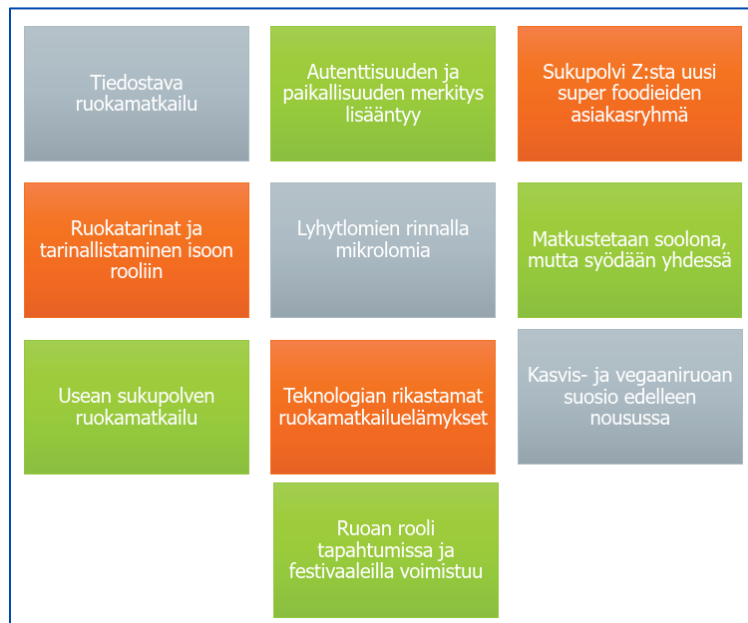 Tiedostava
ruokamatkailu
Autenttisuuden ja
paikallisuuden merkitys
lisääntyy
Sukupolvi Z:sta uusi
super foodieiden
asiakasryhmä
Ruokatarinat ja
tarinallistaminen isoon
rooliin
Lyhytlomien rinnalla
mikrolomia
Matkustetaan soolona,
mutta syödään yhdessä
Usean sukupolven
ruokamatkailu
Teknologian rikastamat
ruokamatkailuelämykset
Kasvis- ja vegaaniruoan
suosio edelleen
nousussa
Ruoan rooli
tapahtumissa ja
festivaaleilla voimistuu